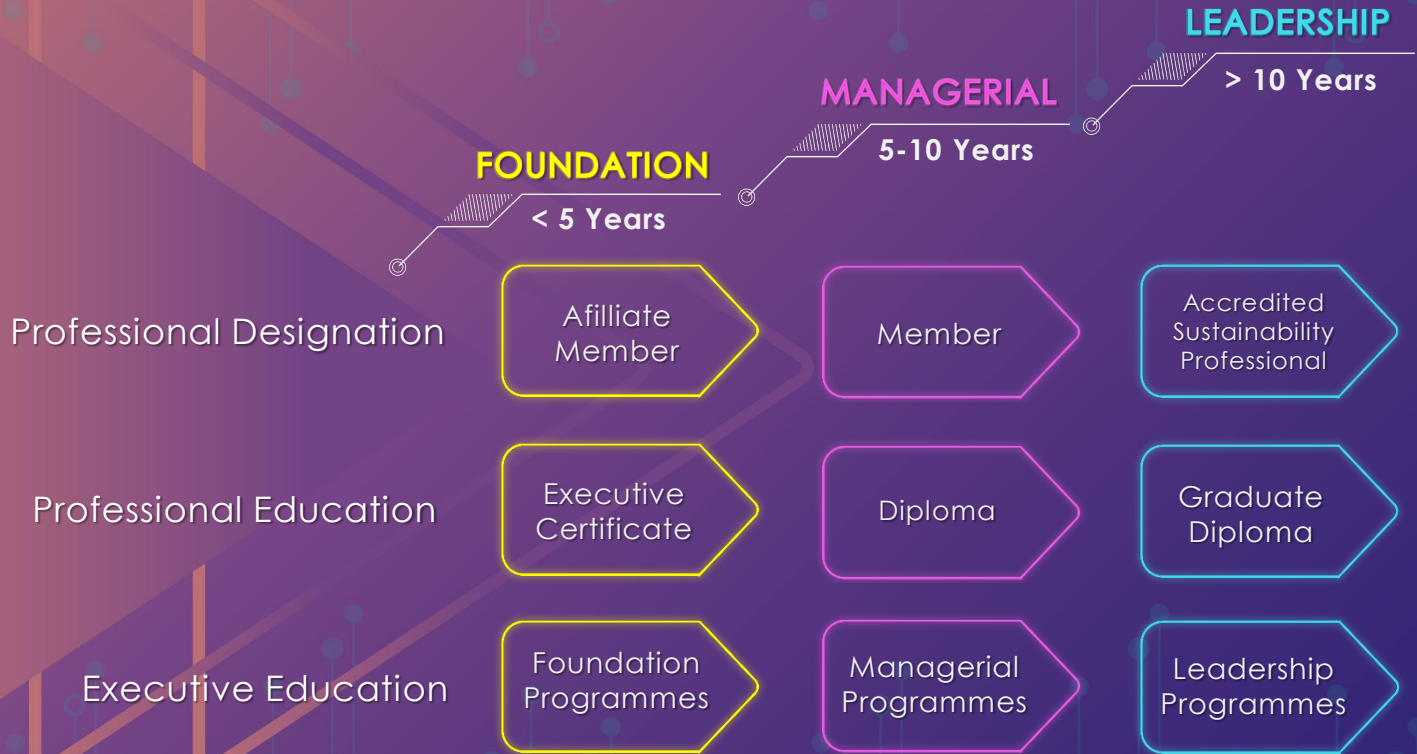 LEADERSHIP
> 10 Years
MANAGERIAL
5-10 Years
FOUNDATION
< 5 Years
Professional Designation
Afilliate
Member
Member
Accredited
Sustainability
Professional
Professional Education
Executive
Certificate
Diploma
Graduate
Diploma
Executive Education
Foundation
Programmes
Managerial
Programmes
Leadership
Programmes